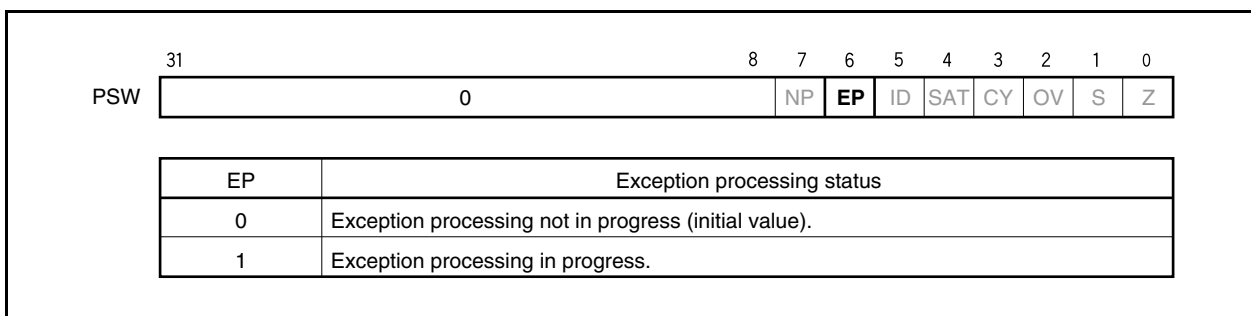 31 8 7 6 5 4 3 2 1 0
PSW 0 NP EP ID SAT CY OV S Z
EP Exception processing status
0 Exception processing not in progress (initial value).
1 Exception processing in progress.